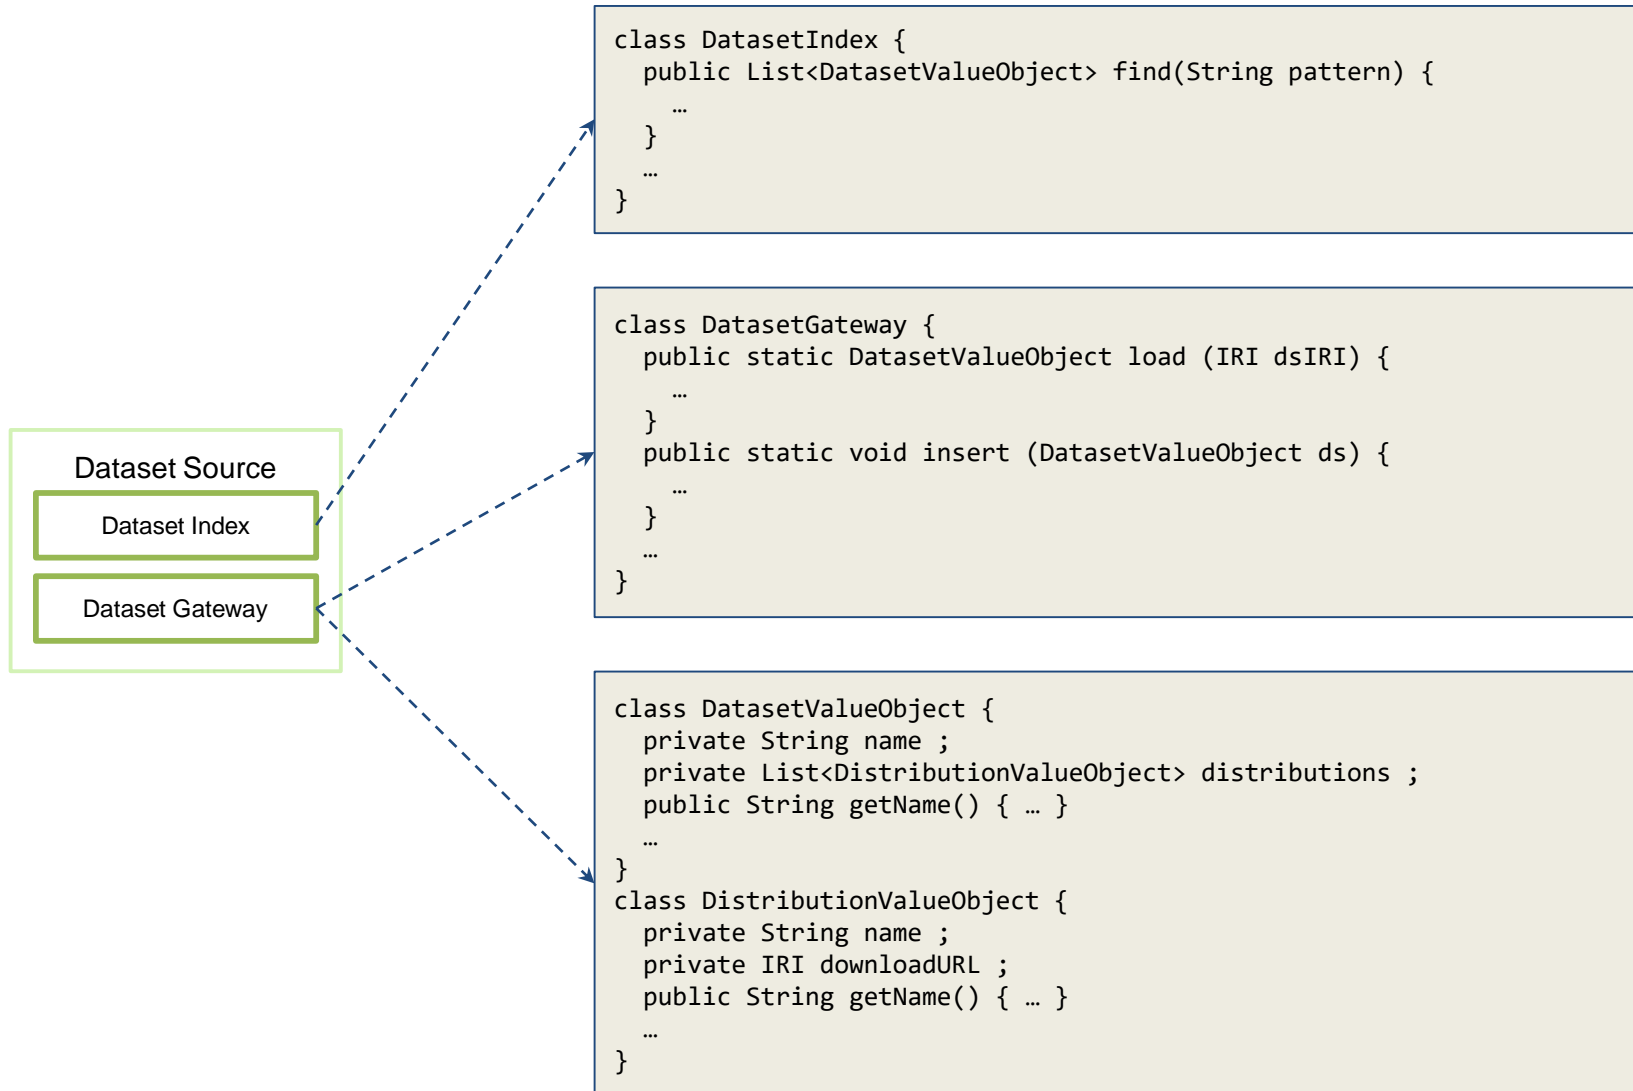 Dataset Source
Dataset Index
Dataset Gateway
class DatasetIndex {
  public List<DatasetValueObject> find(String pattern) {
    …
  }
  …
}
class DatasetGateway {
  public static DatasetValueObject load (IRI dsIRI) {
    …
  }
  public static void insert (DatasetValueObject ds) {
    …
  }
  …
}
class DatasetValueObject {
  private String name ;
  private List<DistributionValueObject> distributions ;
  public String getName() { … }
  …
}
class DistributionValueObject {
  private String name ;
  private IRI downloadURL ;
  public String getName() { … }
  …
}